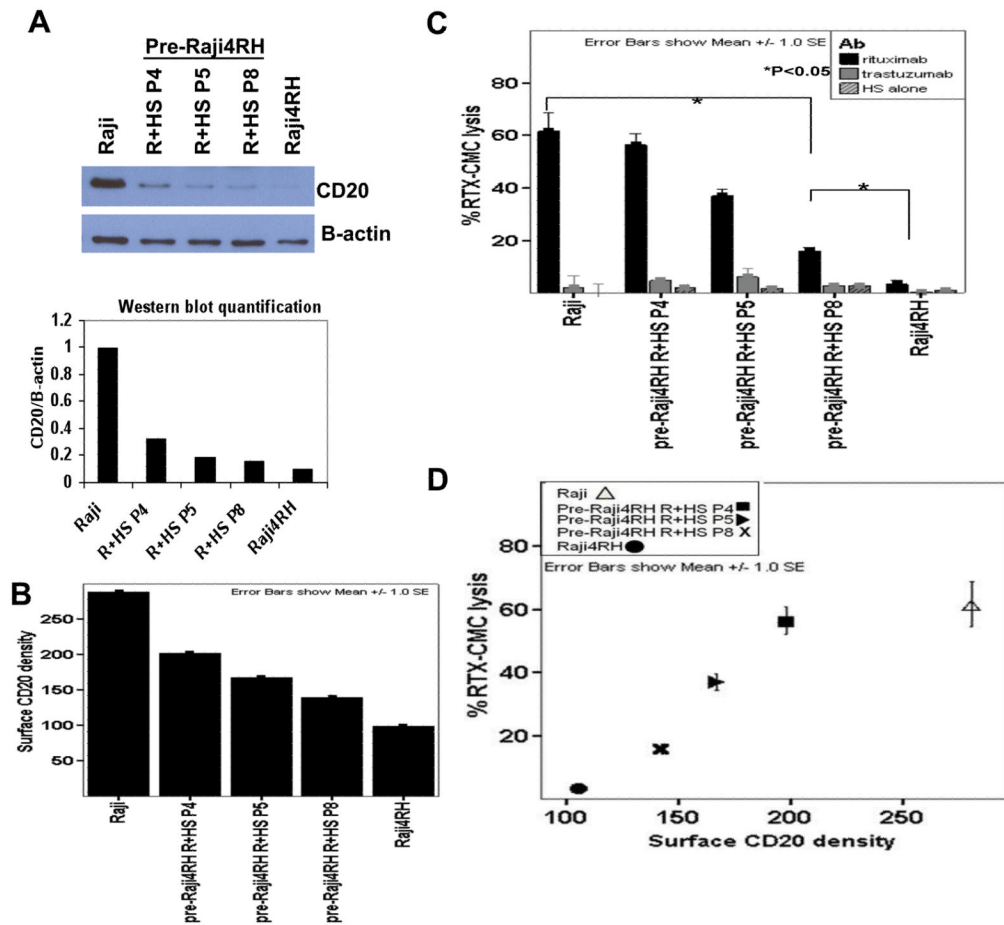 A
Pre-Raji4RH
Raji
R+HS P4
R+HS P5
R+HS P8
Raji4RH
CD20
B-actin
Western blot quantification
CD20/B-actin
1.2
1
0.8
0.6
0.4
0.2
0
Raji
R+HS P4
R+HS P5
R+HS P8
Raji4RH
B
Error Bars show Mean +/- 1.0 SE
Surface CD20 density
250
200
150
100
50
Raji
pre-Raji4RH R+HS P4
pre-Raji4RH R+HS P5
pre-Raji4RH R+HS P8
Raji4RH
C
Error Bars show Mean +/- 1.0 SE
Ab
rituximab
trastuzumab
HS alone
*P<0.05
*
*
%RTX-CMC lysis
80
60
40
20
Raji
pre-Raji4RH R+HS P4
pre-Raji4RH R+HS P5
pre-Raji4RH R+HS P8
Raji4RH
D
Raji
Pre-Raji4RH R+HS P4
Pre-Raji4RH R+HS P5
Pre-Raji4RH R+HS P8
Raji4RH
Error Bars show Mean +/- 1.0 SE
%RTX-CMC lysis
80
60
40
20
100
150
200
250
Surface CD20 density